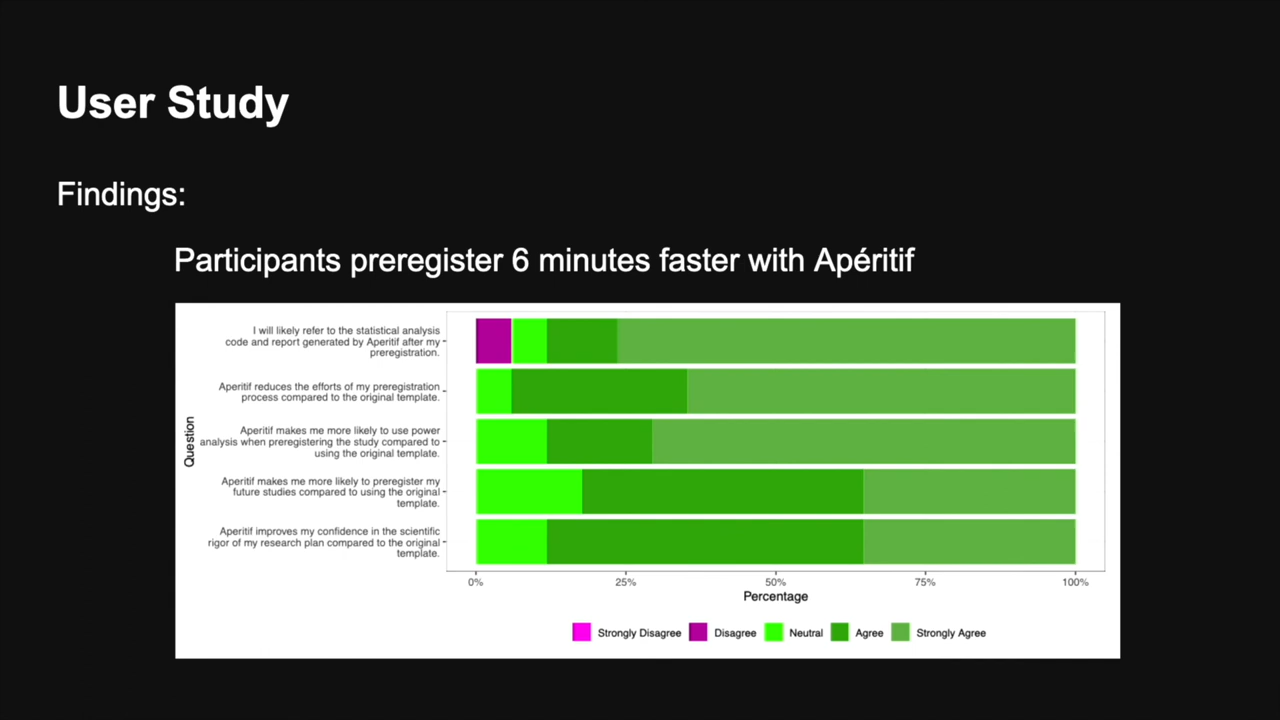 User Study
Findings:
Participants preregister 6 minutes faster with Apéritif
I will likely refer to the statistical analysis
code and report generated by Aperitif after my
preregistration.
Aperitif reduces the efforts of my preregistration
process compared to the original template.
Aperitif makes me more likely to use power
analysis when preregistering the study compared to
using the original template.
Aperitif makes me more likely to preregister my
future studies compared to using the original
template.
Aperitif improves my confidence in the scientific
rigor of my research plan compared to the original
template.
Question
0% 25% 50% 75% 100%
Percentage
Strongly Disagree Disagree Neutral Agree Strongly Agree